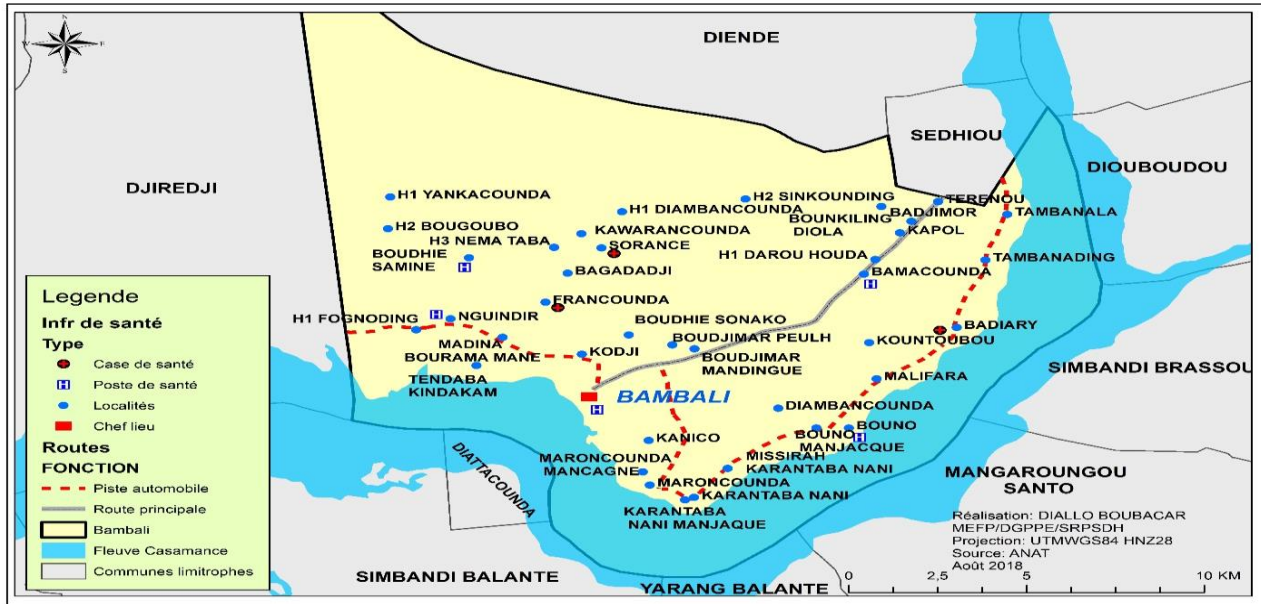 N
W
E
S
DIENDE
SEDHIOU
DIOUBOUDOU
DJIREDJI
H1 YANKACOUNDA
H2 SINKOUNDING
TERENOU
H1 DIAMBANCOUNDA
BADJIMOR
BOUNKILING
DIOLA
TAMBANALA
H2 BOUGOUBO
KAWARANCOUNDA
KAPOL
H3 NEMA TABA
SORANCE
BOUDHIE
SAMINE
H
H1 DAROU HOUDA
TAMBANADING
BAGADADJI
BAMACOUNDA
H
FRANCOUNDA
H
NGUINDIR
H1 FOGNODING
BOUDHIE SONAKO
BADIARY
MADINA
BOURAMA MANE
KODJI
BOUDJIMAR PEULH
BOUDJIMAR
MANDINGUE
KOUNTOUBOU
TENDABA
KINDAKAM
MALIFARA
SIMBANDI BRASSOU
BAMBALI
H
DIAMBANCOUNDA
BOUNO
H
BOUNO
MANJACQUE
KANICO
MISSIRAH
KARANTABA NANI
MARONCOUNDA
MANCAGNE
MARONCOUNDA
KARANTABA NANI
KARANTABA
NANI MANJAQUE
DIATTACOUNDA
MANGAROUNGOU
SANTO
SIMBANDI BALANTE
YARANG BALANTE
Legende
Infr de santé
Type
Case de santé
H Poste de santé
Localités
Chef lieu
Routes
FONCTION
Piste automobile
Route principale
Bambali
Fleuve Casamance
Communes limitrophes
Réalisation: DIALLO BOUBACAR
MEFP/DGPPE/SRPSDH
Projection: UTMWGS84 HNZ28
Source: ANAT
Août 2018
0 2,5 5 10 KM